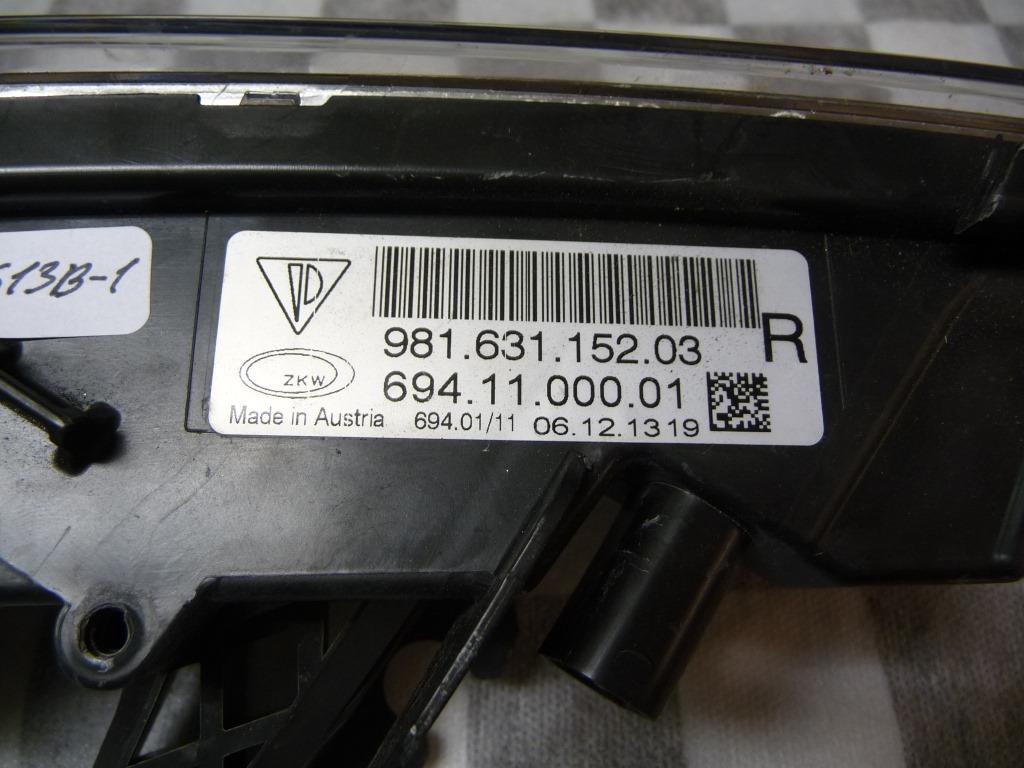 13B-1
981.631.152.03
R
ZKW
694.11.000.01
Made in Austria 694.01/11 06.12.1319